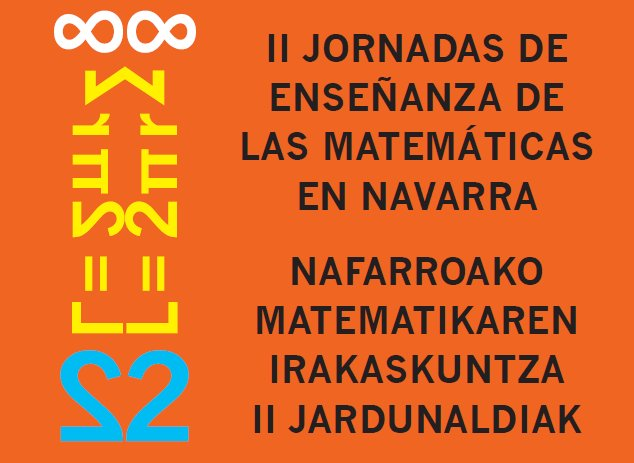 II JORNADAS DE
ENSEÑANZA DE
LAS MATEMÁTICAS
EN NAVARRA
NAFARROAKO
MATEMATIKAREN
IRAKASKUNTZA
II JARDUNALDIAK